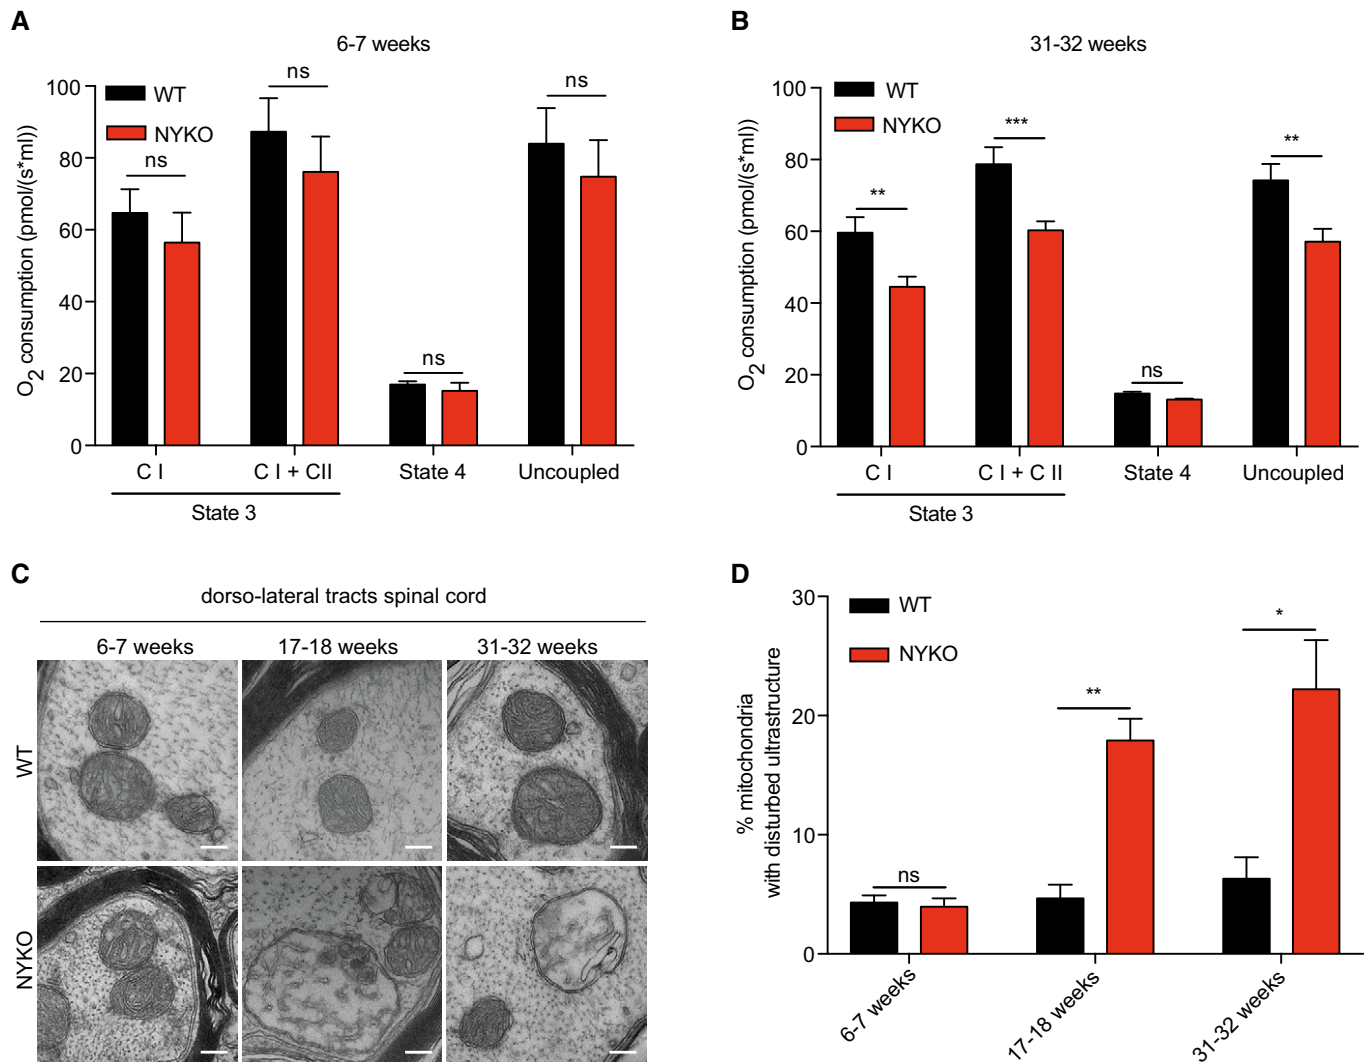 A
6-7 weeks
100
80
60
40
20
0
O2 consumption (pmol/(s*ml))
WT
NYKO
ns
ns
ns
ns
C I
C I + CII
State 4
Uncoupled
State 3
B
31-32 weeks
100
80
60
40
20
0
O2 consumption (pmol/(s*ml))
WT
NYKO
**
***
ns
**
C I
C I + C II
State 4
Uncoupled
State 3
C
dorso-lateral tracts spinal cord
6-7 weeks
17-18 weeks
31-32 weeks
WT
NYKO
D
30
20
10
0
% mitochondria
with disturbed ultrastructure
WT
NYKO
ns
**
*
6-7 weeks
17-18 weeks
31-32 weeks